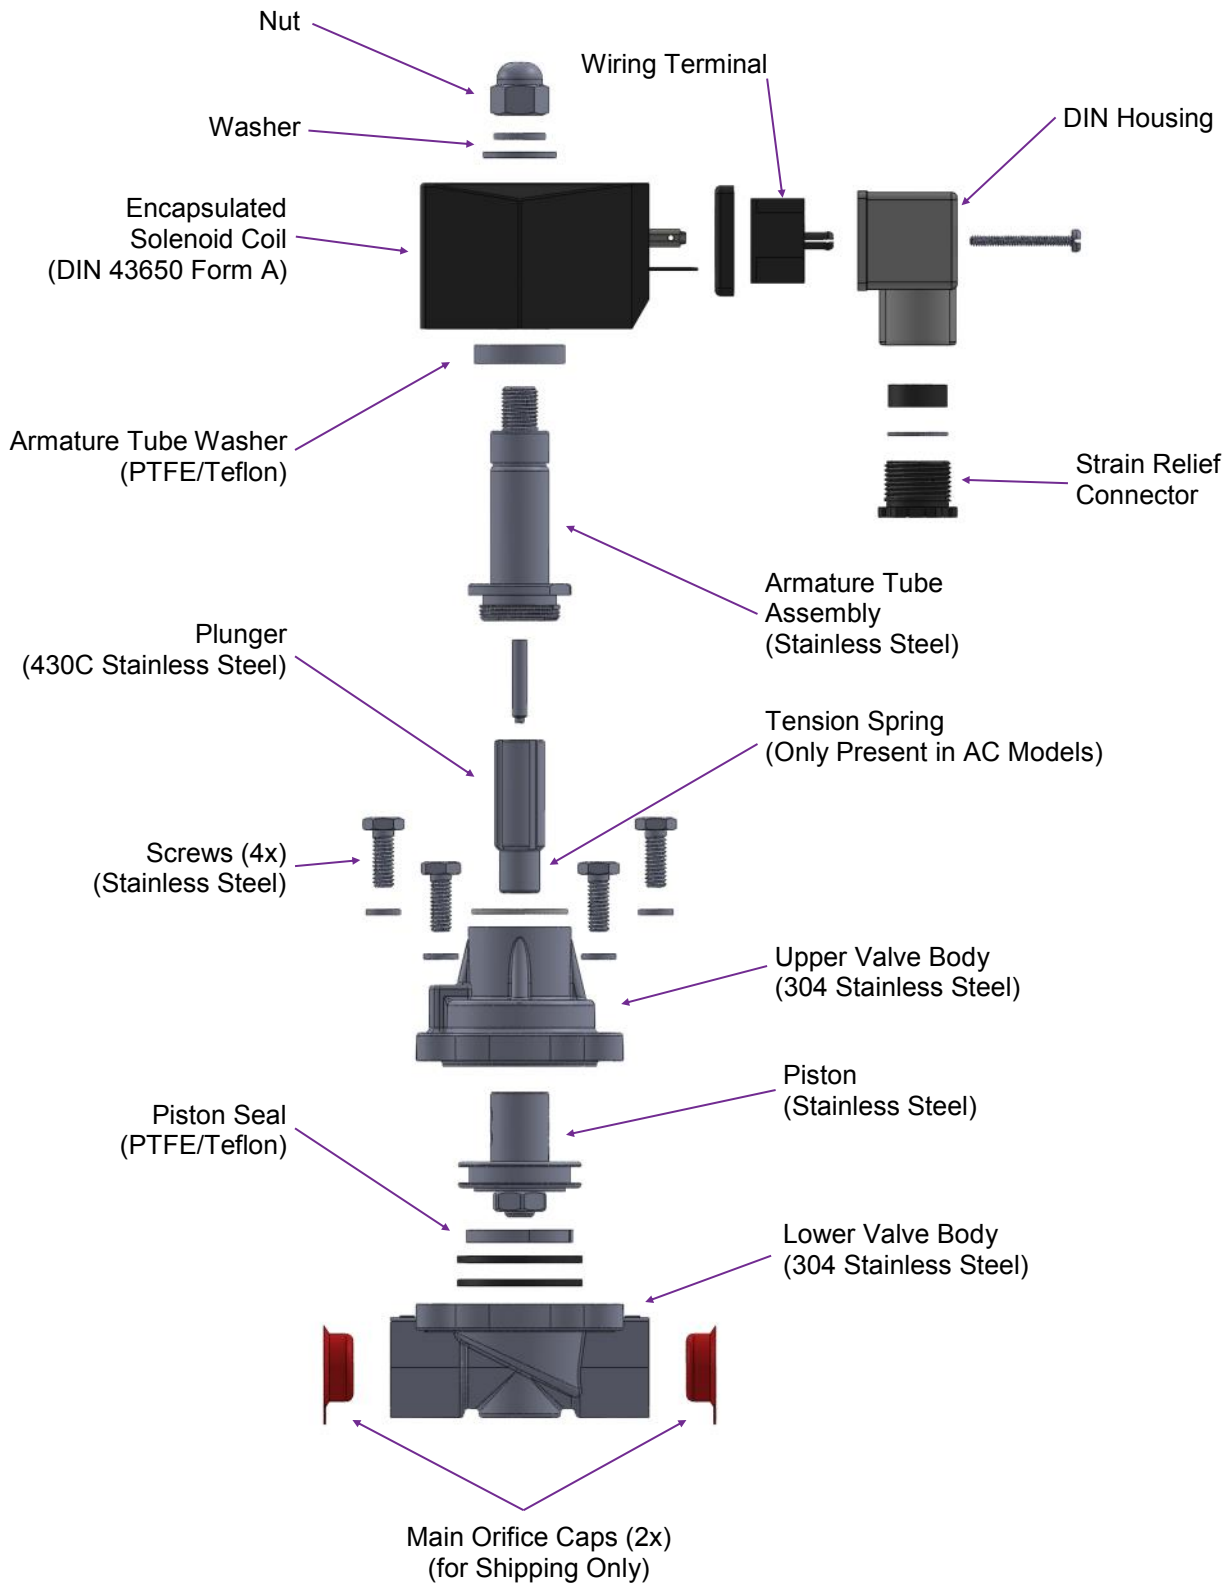 Nut
Wiring Terminal
Washer
DIN Housing
Encapsulated
Solenoid Coil
(DIN 43650 Form A)
Armature Tube Washer
(PTFE/Teflon)
Strain Relief
Connector
Armature Tube
Assembly
(Stainless Steel)
Plunger
(430C Stainless Steel)
Tension Spring
(Only Present in AC Models)
Screws (4x)
(Stainless Steel)
Upper Valve Body
(304 Stainless Steel)
Piston
(Stainless Steel)
Piston Seal
(PTFE/Teflon)
Lower Valve Body
(304 Stainless Steel)
Main Orifice Caps (2x)
(for Shipping Only)